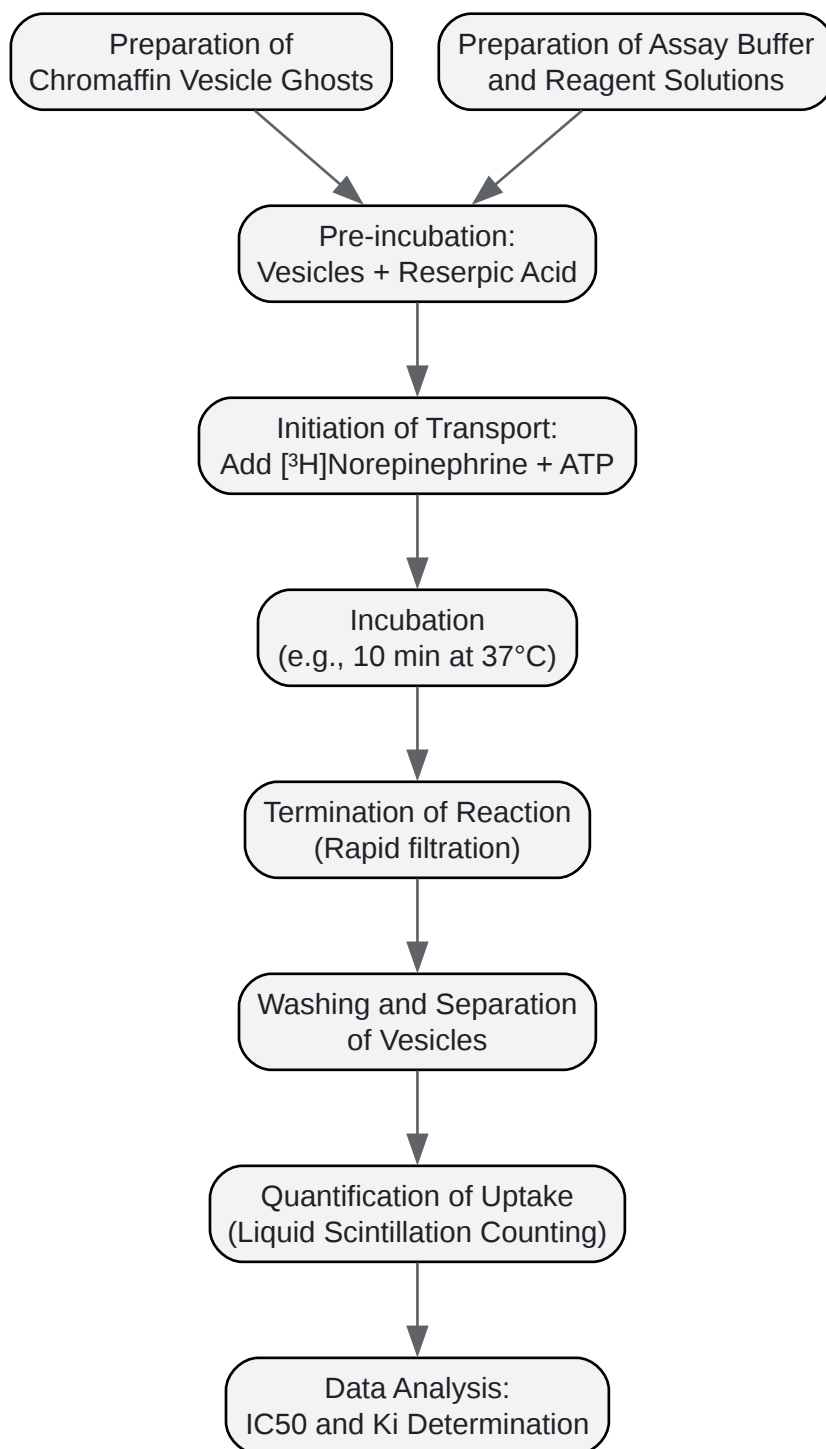 Preparation of
Chromaffin Vesicle Ghosts
Preparation of Assay Buffer
and Reagent Solutions
Pre-incubation:
Vesicles + Reserpic Acid
Initiation of Transport:
Add [³H]Norepinephrine + ATP
Incubation
(e.g., 10 min at 37°C)
Termination of Reaction
(Rapid filtration)
Washing and Separation
of Vesicles
Quantification of Uptake
(Liquid Scintillation Counting)
Data Analysis:
IC50 and Ki Determination